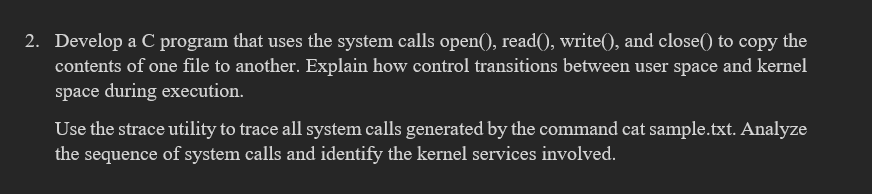 2. Develop a C program that uses the system calls open(), read(), write(), and close() to copy the
contents of one file to another. Explain how control transitions between user space and kernel
space during execution.
Use the strace utility to trace all system calls generated by the command cat sample.txt. Analyze
the sequence of system calls and identify the kernel services involved.